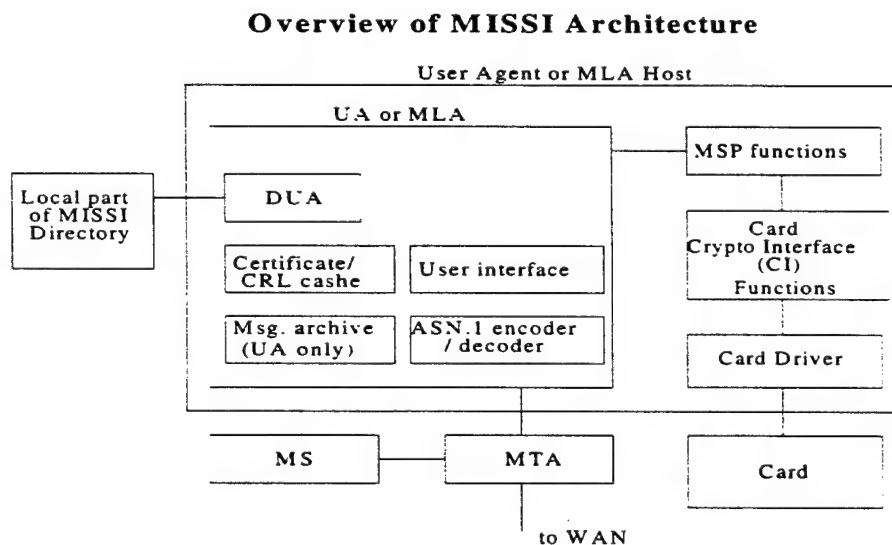 Overview of MISSI Architecture
User Agent or MLA Host
UA or MLA
MSP functions
Local part
of MISSI
Directory
DUA
Card
Crypto Interface
(CI)
Functions
Certificate/
CRL cashe
User interface
Msg. archive
(UA only)
ASN.1 encoder
/ decoder
Card Driver
MS
MTA
Card
to WAN